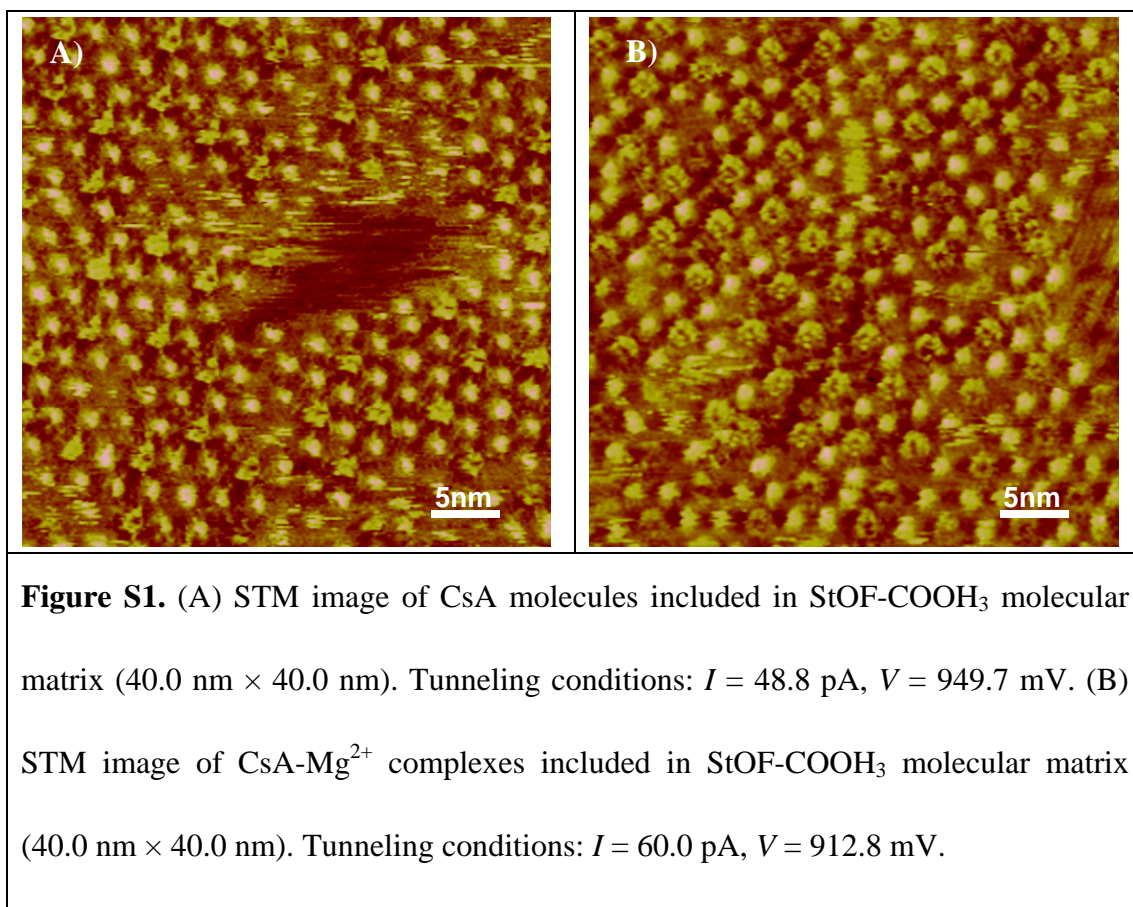 A)
B)
5nm
5nm
Figure S1. (A) STM image of CsA molecules included in StOF-COOH₃ molecular
matrix (40.0 nm × 40.0 nm). Tunneling conditions: I = 48.8 pA, V = 949.7 mV. (B)
STM image of CsA-Mg²⁺ complexes included in StOF-COOH₃ molecular matrix
(40.0 nm × 40.0 nm). Tunneling conditions: I = 60.0 pA, V = 912.8 mV.